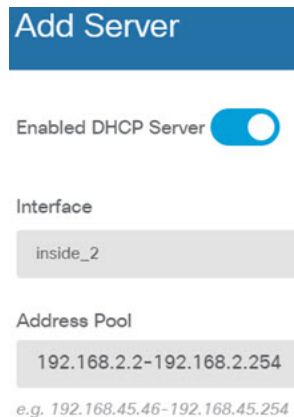 Add Server
Enabled DHCP Server
Interface
inside_2
Address Pool
192.168.2.2-192.168.2.254
e.g. 192.168.45.46-192.168.45.254